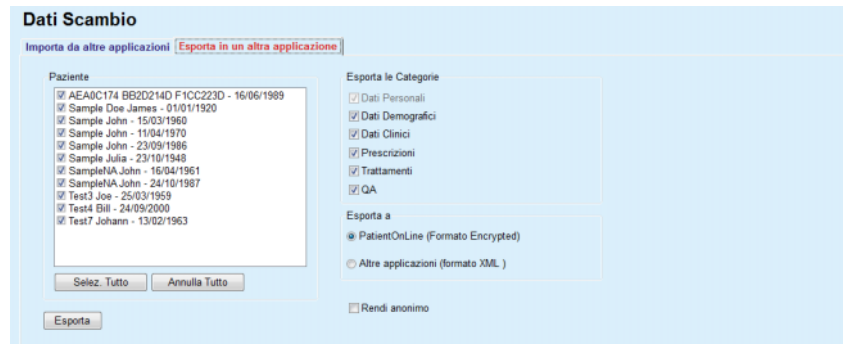 Dati Scambio
Importa da altre applicazioni Esporta in un altra applicazione
Paziente
AEA0C174 BB2D214D F1CC223D - 16/06/1989
Sample Doe James - 01/01/1920
Sample John - 15/03/1960
Sample John - 11/04/1970
Sample John - 23/09/1986
Sample Julia - 23/10/1948
SampleNA John - 16/04/1961
SampleNA John - 24/10/1987
Test3 Joe - 25/03/1959
Test4 Bill - 24/09/2000
Test7 Johann - 13/02/1963
Selez. Tutto Annulla Tutto
Esporta
Esporta le Categorie
Dati Personali
Dati Demografici
Dati Clinici
Prescrizioni
Trattamenti
QA
Esporta a
PatientOnLine (Formato Encrypted)
Altre applicazioni (formato XML )
Rendi anonimo